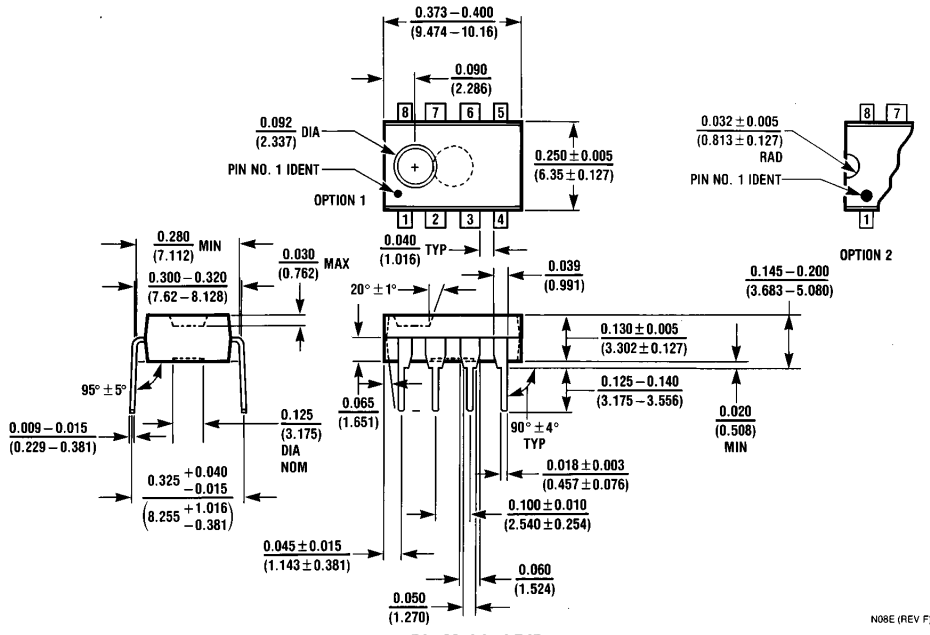 0.373 – 0.400
(9.474 – 10.16)
0.090
(2.286)
8 7 6 5
0.092 DIA
(2.337)
PIN NO. 1 IDENT
OPTION 1
1 2 3 4
0.250 ± 0.005
(6.35 ± 0.127)
0.032 ± 0.005
(0.813 ± 0.127)
RAD
PIN NO. 1 IDENT
8 7
1
OPTION 2
0.280 MIN
(7.112)
0.300 – 0.320
(7.62 – 8.128)
0.030 MAX
(0.762)
0.040 TYP
(1.016)
0.039
(0.991)
20° ± 1°
0.145 – 0.200
(3.683 – 5.080)
0.130 ± 0.005
(3.302 ± 0.127)
0.125 – 0.140
(3.175 – 3.556)
0.020
(0.508)
MIN
95° ± 5°
0.065
(1.651)
90° ± 4°
TYP
0.009 – 0.015
(0.229 – 0.381)
0.125
(3.175)
DIA
NOM
0.018 ± 0.003
(0.457 ± 0.076)
0.325 +0.040
–0.015
(8.255 +1.016
–0.381)
0.100 ± 0.010
(2.540 ± 0.254)
0.045 ± 0.015
(1.143 ± 0.381)
0.060
(1.524)
0.050
(1.270)
N08E (REV F)